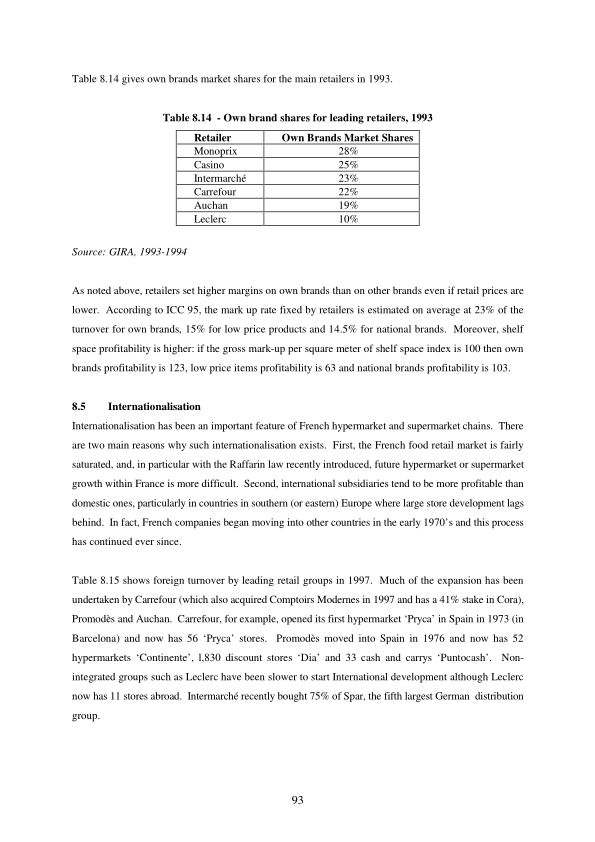 Table 8.14 gives own brands market shares for the main retailers in 1993.
Table 8.14 - Own brand shares for leading retailers, 1993
Retailer Own Brands Market Shares
Monoprix 28%
Casino 25%
Intermarché 23%
Carrefour 22%
Auchan 19%
Leclerc 10%
Source: GIRA, 1993-1994
As noted above, retailers set higher margins on own brands than on other brands even if retail prices are
lower. According to ICC 95, the mark up rate fixed by retailers is estimated on average at 23% of the
turnover for own brands, 15% for low price products and 14.5% for national brands. Moreover, shelf
space profitability is higher: if the gross mark-up per square meter of shelf space index is 100 then own
brands profitability is 123, low price items profitability is 63 and national brands profitability is 103.
8.5 Internationalisation
Internationalisation has been an important feature of French hypermarket and supermarket chains. There
are two main reasons why such internationalisation exists. First, the French food retail market is fairly
saturated, and, in particular with the Raffarin law recently introduced, future hypermarket or supermarket
growth within France is more difficult. Second, international subsidiaries tend to be more profitable than
domestic ones, particularly in countries in southern (or eastern) Europe where large store development lags
behind. In fact, French companies began moving into other countries in the early 1970's and this process
has continued ever since.
Table 8.15 shows foreign turnover by leading retail groups in 1997. Much of the expansion has been
undertaken by Carrefour (which also acquired Comptoirs Modernes in 1997 and has a 41% stake in Cora),
Promodès and Auchan. Carrefour, for example, opened its first hypermarket 'Pryca' in Spain in 1973 (in
Barcelona) and now has 56 'Pryca' stores. Promodès moved into Spain in 1976 and now has 52
hypermarkets 'Continente', l,830 discount stores 'Dia' and 33 cash and carrys 'Puntocash'. Non-
integrated groups such as Leclerc have been slower to start International development although Leclerc
now has 11 stores abroad. Intermarché recently bought 75% of Spar, the fifth largest German distribution
group.
93